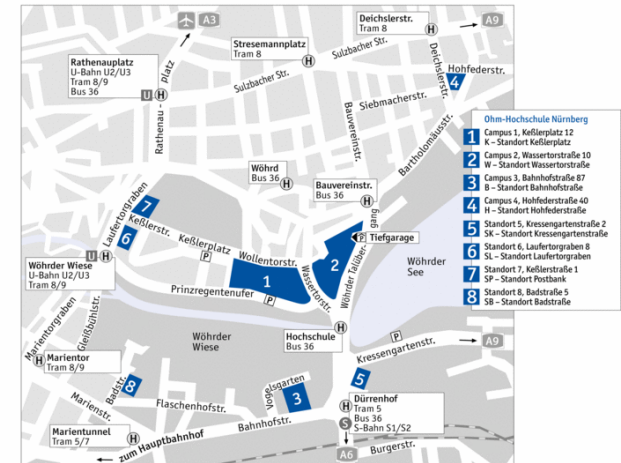 Deichslerstr.
Tram 8
H
A9
A3
Stresemannplatz
Tram 8
H
Sulzbacher Str.
Rathenauplatz
U-Bahn U2/U3
Tram 8/9
Bus 36
U H
Rathenau-
platz
Sulzbacher Str.
Deichslerstr.
Hohfederstr.
4
Siebmacherstr.
Bauvereinstr.
Bartholomäusstr.
Ohm-Hochschule Nürnberg
1
Campus 1, Keßlerplatz 12
K – Standort Keßlerplatz
2
Campus 2, Wassertorstraße 10
W – Standort Wassertorstraße
3
Campus 3, Bahnhofstraße 87
B – Standort Bahnhofstraße
4
Campus 4, Hohfederstraße 40
H – Standort Hohfederstraße
5
Standort 5, Kressengartenstraße 2
SK – Standort Kressengartenstraße
6
Standort 6, Laufertorgraben 8
SL – Standort Laufertorgraben
7
Standort 7, Keßlerstraße 1
SP – Standort Postbank
8
Standort 8, Badstraße 5
SB – Standort Badstraße
Wöhrd
Bus 36
H
Bauvereinstr.
Bus 36
H
Laufertorgraben
7
6
Keßlerstr.
Keßlerplatz
P
Wollentorstr.
P Tiefgarage
Wöhrder Talübergang
2
1
Wassertorstr.
Wöhrder
See
U H
Wöhrder Wiese
U-Bahn U2/U3
Tram 8/9
Prinzregentenufer
P
Hochschule
Bus 36
H
Marientorgraben
Gleißbühlstr.
Wöhrder
Wiese
P
Kressengartenstr.
A9
H
Marientor
Tram 8/9
Badstr.
8
5
Vogelsgarten
3
Flaschenhofstr.
Marienstr.
Dürrenhof
Tram 5
Bus 36
S-Bahn S1/S2
H
S
Marientunnel
Tram 5/7
H
Bahnhofstr.
zum Hauptbahnhof
A6
Burgerstr.